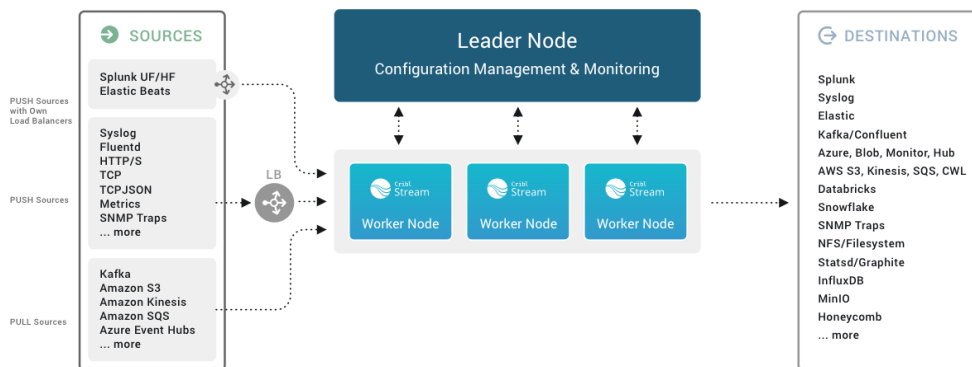 SOURCES
PUSH Sources
with Own
Load Balancers
Splunk UF/HF
Elastic Beats
PUSH Sources
Syslog
Fluentd
HTTP/S
TCP
TCPJSON
Metrics
SNMP Traps
... more
PULL Sources
Kafka
Amazon S3
Amazon Kinesis
Amazon SQS
Azure Event Hubs
... more
LB
Leader Node
Configuration Management & Monitoring
Cribl
Stream
Worker Node
Cribl
Stream
Worker Node
Cribl
Stream
Worker Node
DESTINATIONS
Splunk
Syslog
Elastic
Kafka/Confluent
Azure, Blob, Monitor, Hub
AWS S3, Kinesis, SQS, CWL
Databricks
Snowflake
SNMP Traps
NFS/Filesystem
Statsd/Graphite
InfluxDB
MinIO
Honeycomb
... more